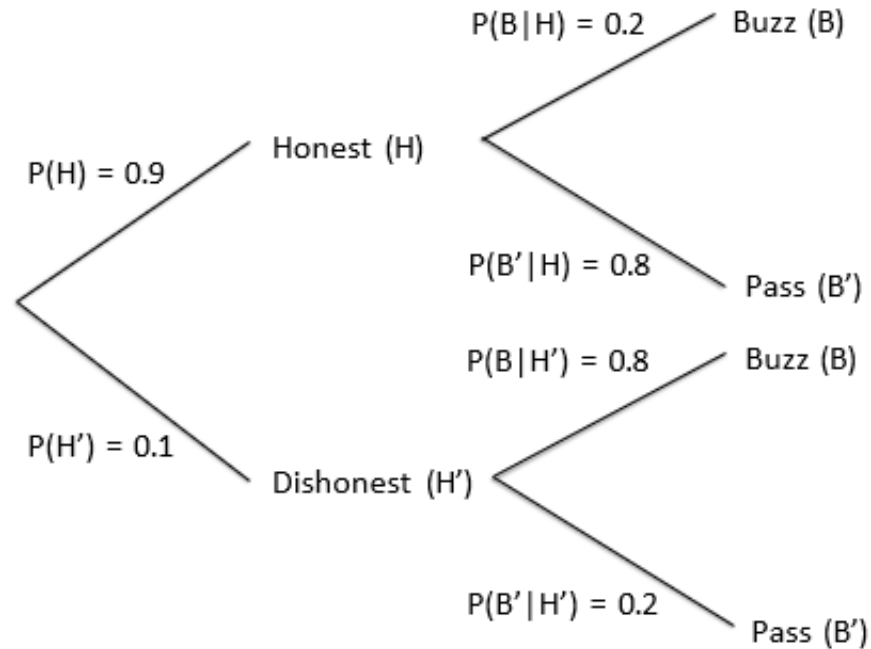 P(B|H) = 0.2
Buzz (B)
P(H) = 0.9
Honest (H)
P(B’|H) = 0.8
Pass (B’)
P(B|H’) = 0.8
Buzz (B)
P(H’) = 0.1
Dishonest (H’)
P(B’|H’) = 0.2
Pass (B’)